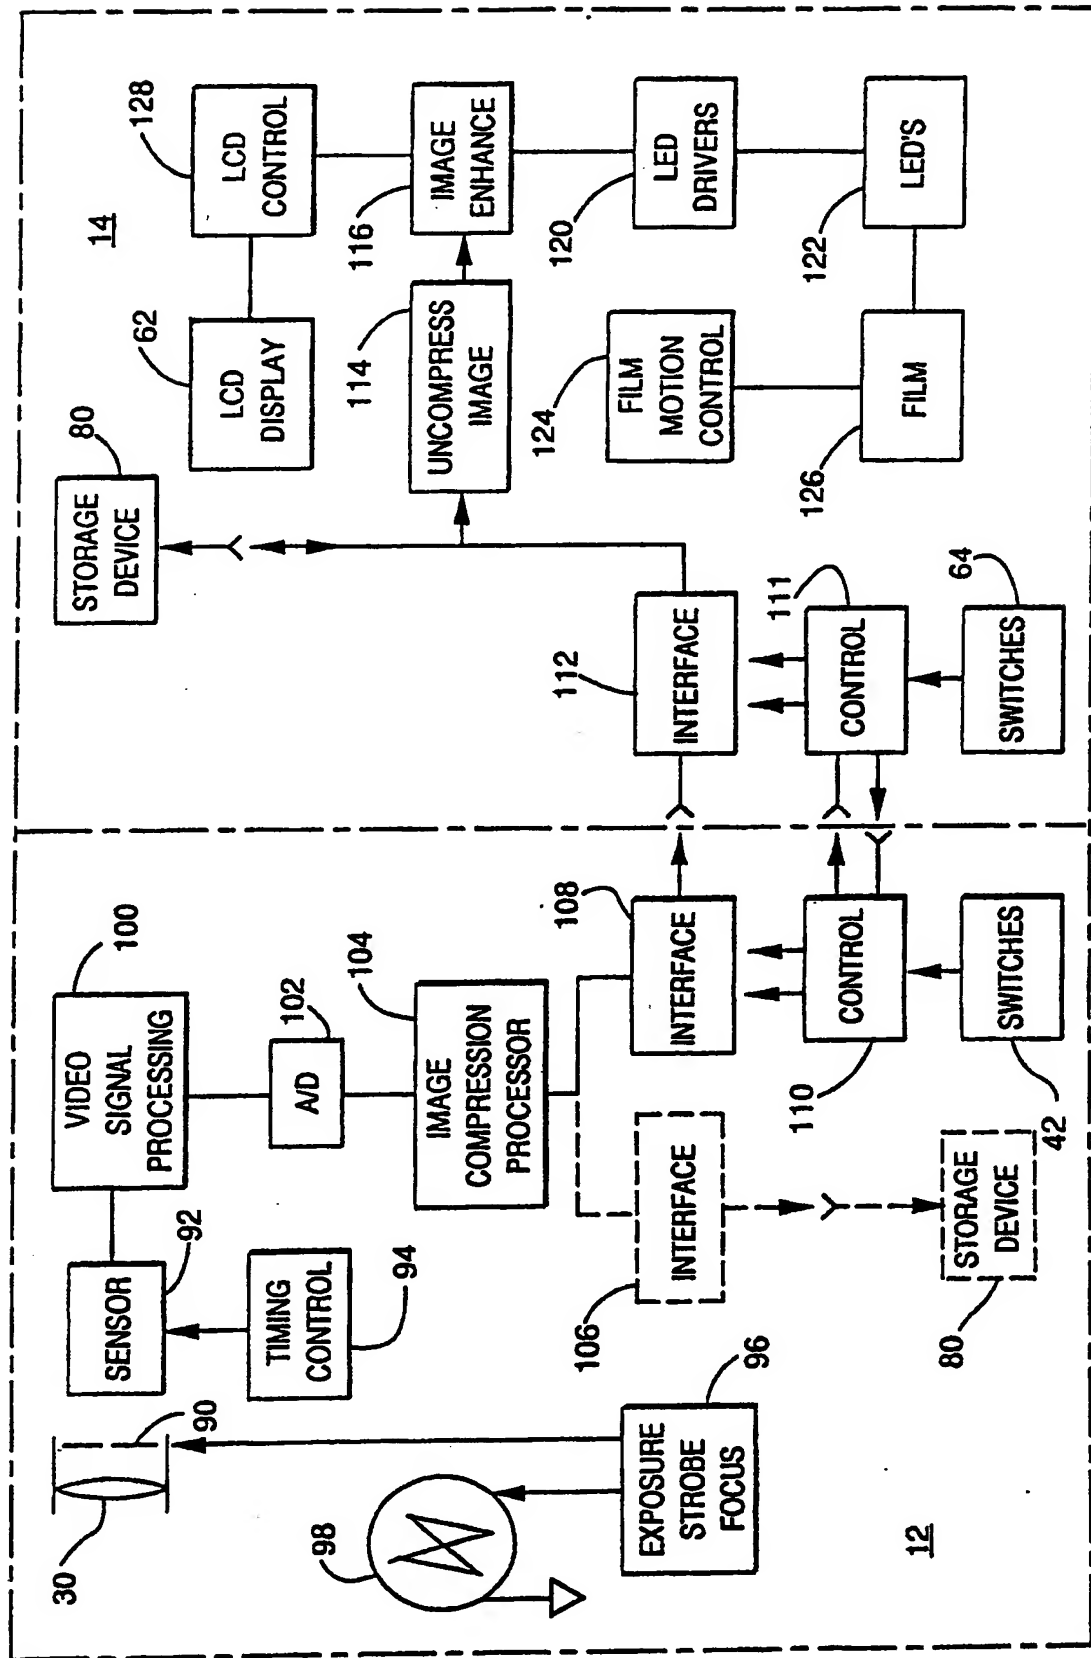 30
90
SENSOR
92
VIDEO
SIGNAL
PROCESSING
100
TIMING
CONTROL
94
A/D
102
98
IMAGE
COMPRESSION
PROCESSOR
104
EXPOSURE
STROBE
FOCUS
96
INTERFACE
106
INTERFACE
108
CONTROL
110
STORAGE
DEVICE
80
SWITCHES
42
12
14
STORAGE
DEVICE
80
LCD
DISPLAY
62
LCD
CONTROL
128
UNCOMPRESS
IMAGE
114
IMAGE
ENHANCE
116
INTERFACE
112
FILM
MOTION
CONTROL
124
LED
DRIVERS
120
CONTROL
111
FILM
126
LED'S
122
SWITCHES
64